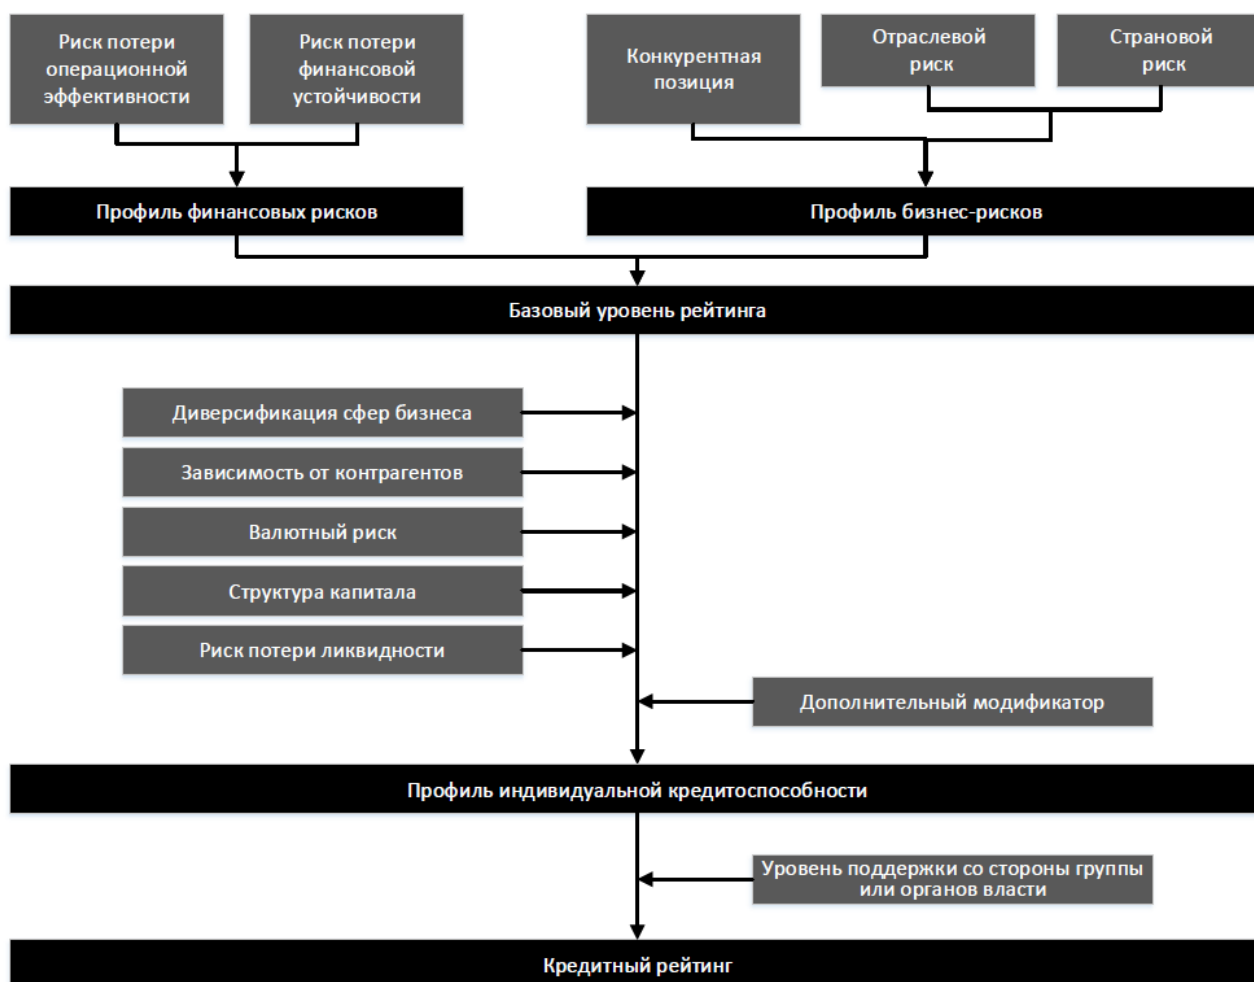 Риск потери
операционной
эффективности
Риск потери
финансовой
устойчивости
Конкурентная
позиция
Отраслевой
риск
Страновой
риск
Профиль финансовых рисков
Профиль бизнес-рисков
Базовый уровень рейтинга
Диверсификация сфер бизнеса
Зависимость от контрагентов
Валютный риск
Структура капитала
Риск потери ликвидности
Дополнительный модификатор
Профиль индивидуальной кредитоспособности
Уровень поддержки со стороны группы
или органов власти
Кредитный рейтинг